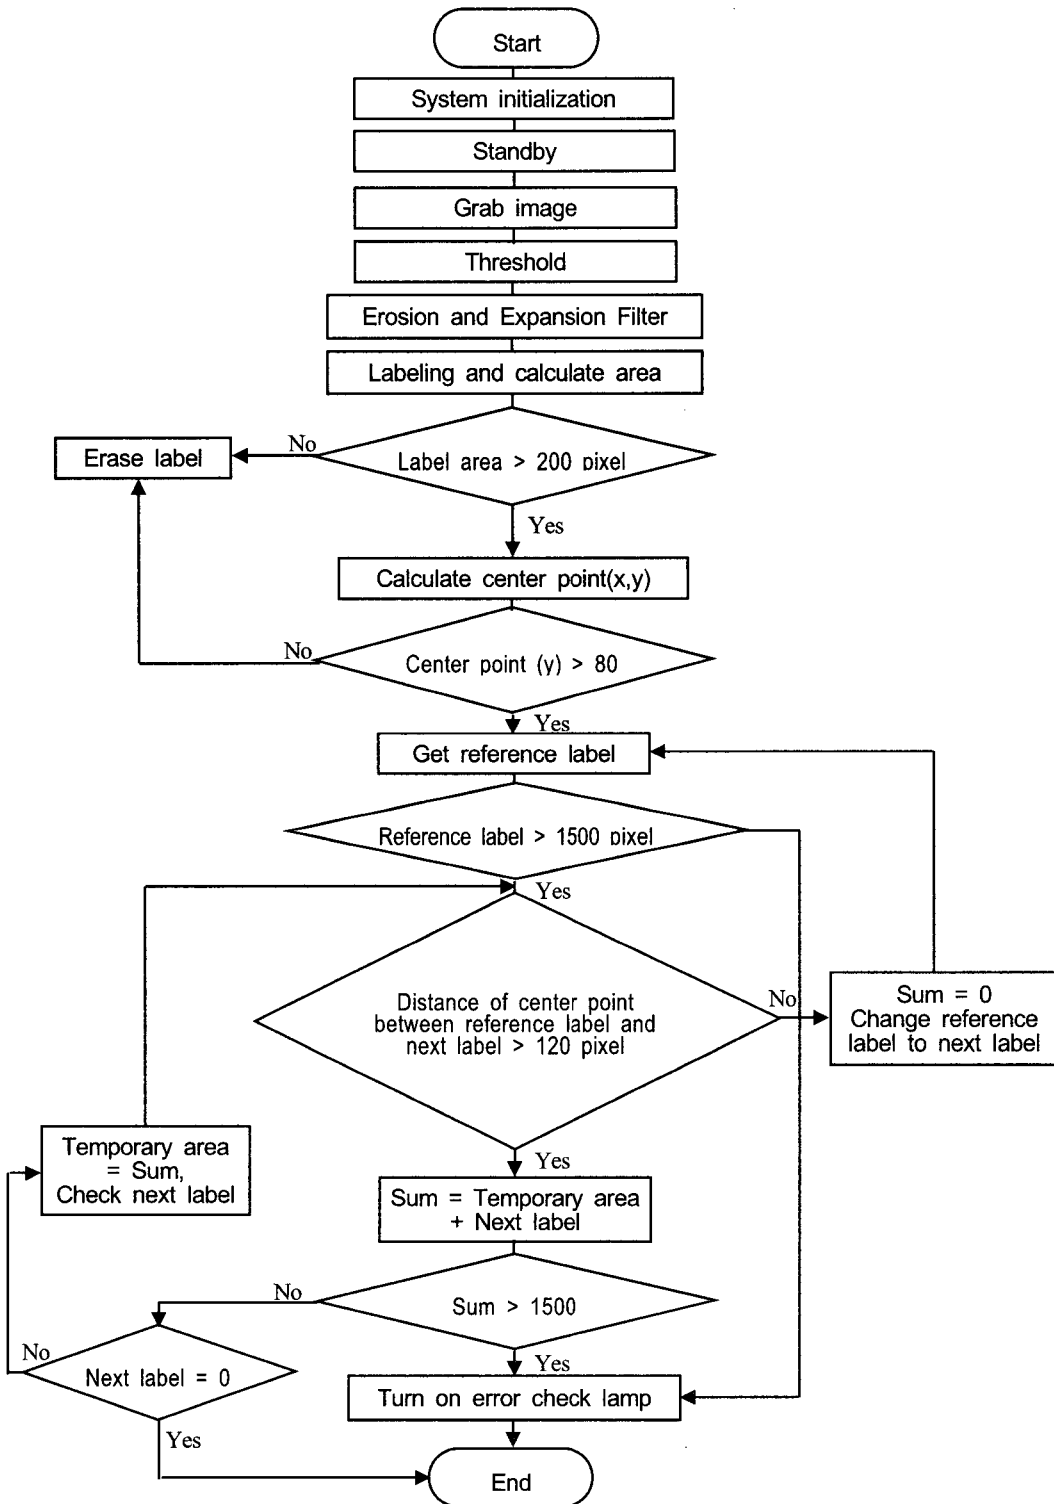 Start
System initialization
Standby
Grab image
Threshold
Erosion and Expansion Filter
Labeling and calculate area
No
Erase label
Label area > 200 pixel
Yes
Calculate center point(x,y)
No
Center point (y) > 80
Yes
Get reference label
Reference label > 1500 pixel
Yes
Distance of center point
between reference label and
next label > 120 pixel
No
Sum = 0
Change reference
label to next label
Temporary area
= Sum,
Check next label
Yes
Sum = Temporary area
+ Next label
No
Sum > 1500
No
Next label = 0
Yes
Turn on error check lamp
Yes
End